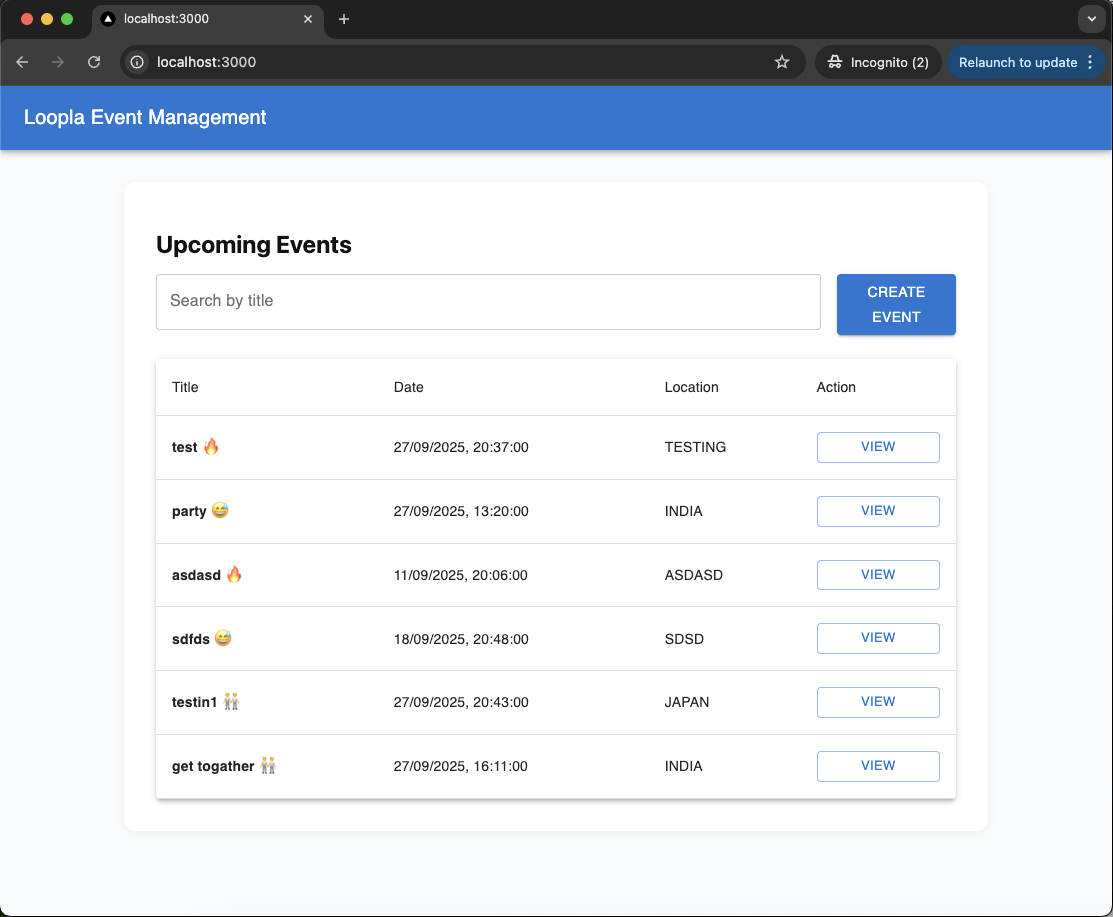 localhost:3000
localhost:3000
Incognito (2)
Relaunch to update
Loopla Event Management
Upcoming Events
Search by title
CREATE
EVENT
Title Date Location Action
test 🔥 27/09/2025, 20:37:00 TESTING VIEW
party 😅 27/09/2025, 13:20:00 INDIA VIEW
asdasd 🔥 11/09/2025, 20:06:00 ASDASD VIEW
sdfds 😅 18/09/2025, 20:48:00 SDSD VIEW
testin1 👬🏼 27/09/2025, 20:43:00 JAPAN VIEW
get togather 👬🏼 27/09/2025, 16:11:00 INDIA VIEW